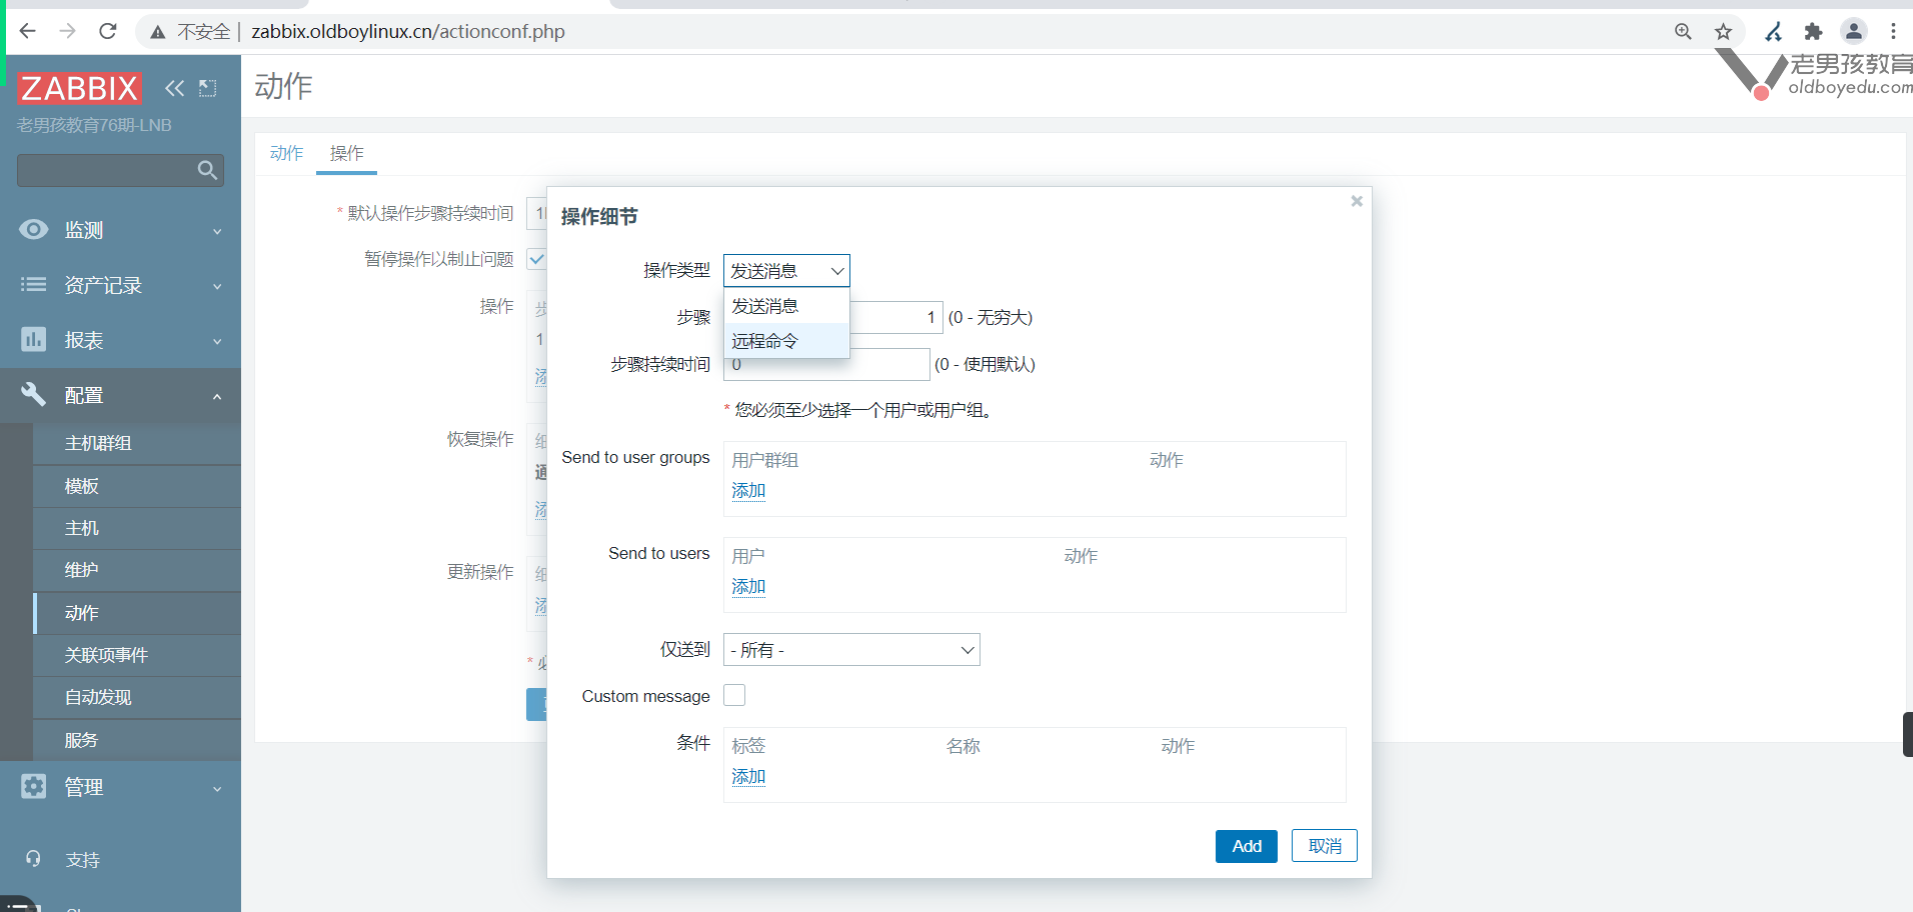 不安全 | zabbix.oldboylinux.cn/actionconf.php
老男孩教育
oldboyedu.com
ZABBIX
老男孩教育76期-LNB
监测
资产记录
报表
配置
主机群组
模板
主机
维护
动作
关联项事件
自动发现
服务
管理
支持
动作
动作 操作
* 默认操作步骤持续时间
暂停操作以制止问题
操作
1
恢复操作
更新操作
*
操作细节
操作类型 发送消息
发送消息
远程命令
步骤 1 (0 - 无穷大)
步骤持续时间 0 (0 - 使用默认)
* 您必须至少选择一个用户或用户组。
Send to user groups 用户群组 动作
添加
Send to users 用户 动作
添加
仅送到 - 所有 -
Custom message
条件 标签 名称 动作
添加
Add 取消